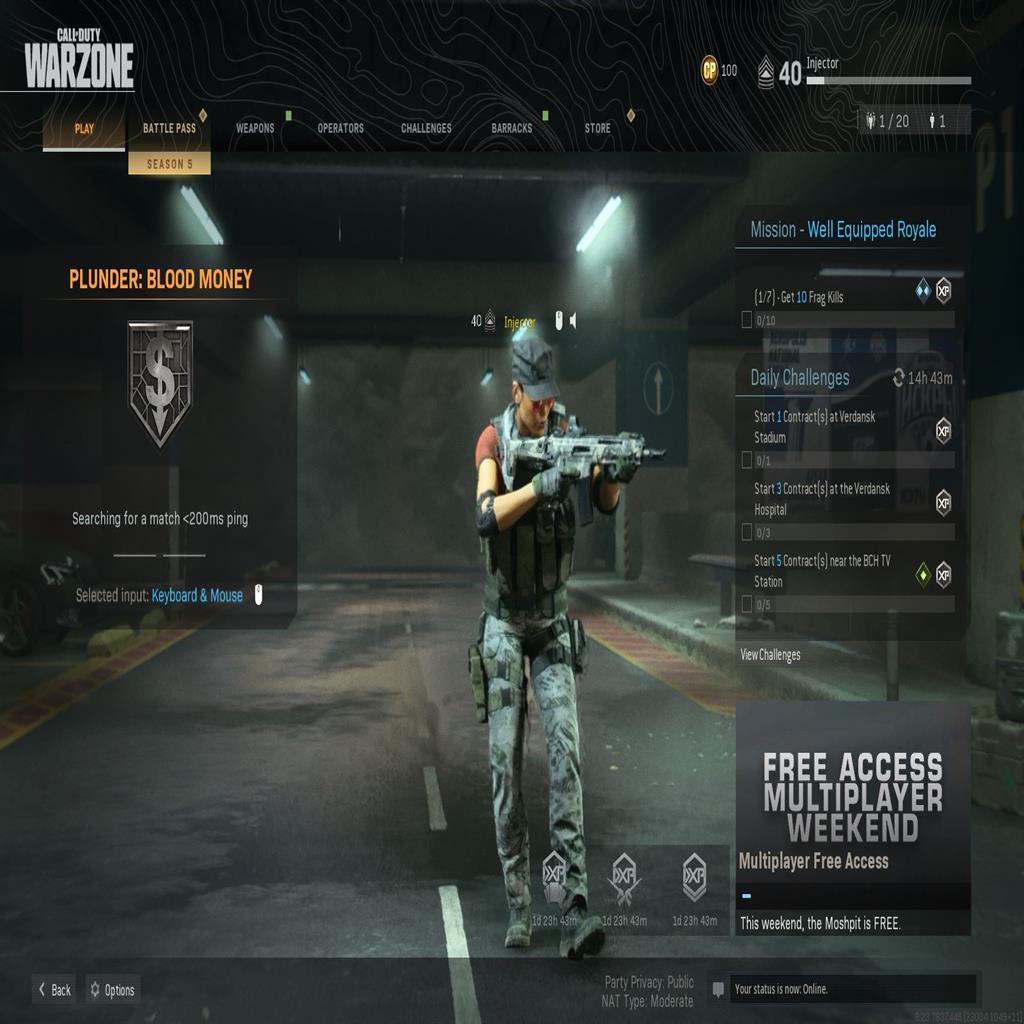 CALL OF DUTY
WARZONE
CP 100
40 Injector
PLAY
BATTLE PASS
WEAPONS
OPERATORS
CHALLENGES
BARRACKS
STORE
1 / 20
1
SEASON 5
P1
Mission - Well Equipped Royale
(1/7) - Get 10 Frag Kills
XP
0/10
PLUNDER: BLOOD MONEY
$
40 Injector
Daily Challenges
14h 43m
Start 1 Contract(s) at Verdansk
Stadium
XP
0/1
Start 3 Contract(s) at the Verdansk
Hospital
XP
0/3
Start 5 Contract(s) near the BCH TV
Station
XP
0/5
Searching for a match <200ms ping
Selected input: Keyboard & Mouse
View Challenges
FREE ACCESS
MULTIPLAYER
WEEKEND
Multiplayer Free Access
This weekend, the Moshpit is FREE.
1d 23h 43m
1d 23h 43m
1d 23h 43m
Back
Options
Party Privacy: Public
NAT Type: Moderate
Your status is now: Online.